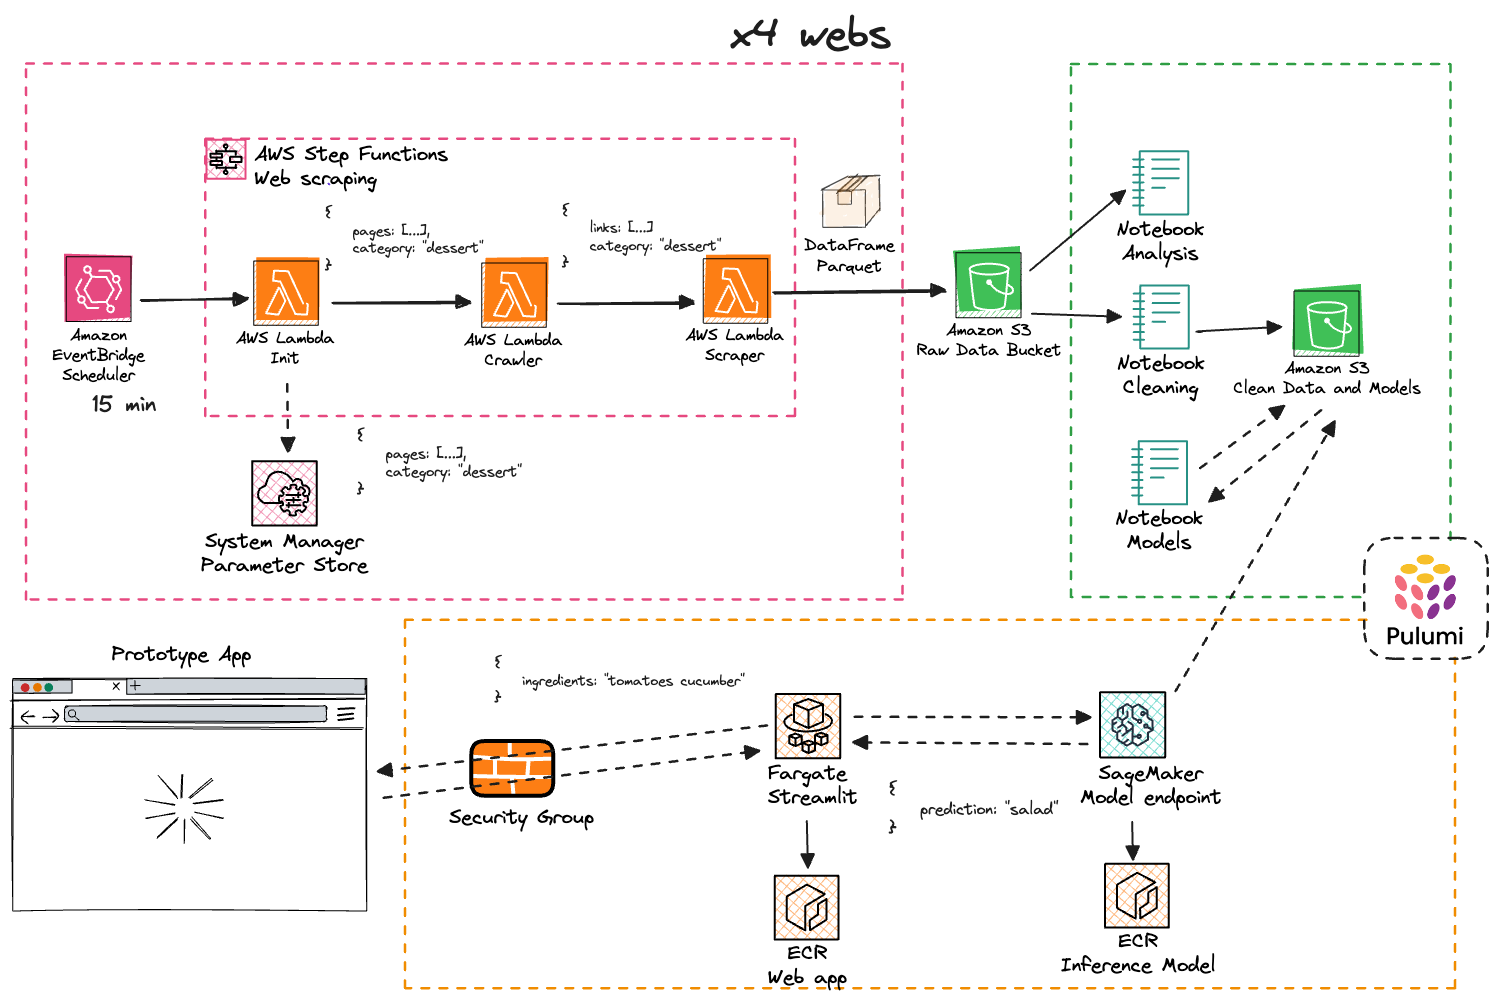 x4 webs
AWS Step Functions
Web scraping
{
pages: [...],
category: "dessert"
}
{
links: [...]
category: "dessert"
}
DataFrame
Parquet
Amazon
EventBridge
Scheduler
15 min
AWS Lambda
Init
AWS Lambda
Crawler
AWS Lambda
Scraper
{
pages: [...],
category: "dessert"
}
System Manager
Parameter Store
Amazon S3
Raw Data Bucket
Notebook
Analysis
Notebook
Cleaning
Amazon S3
Clean Data and Models
Notebook
Models
Pulumi
Prototype App
{
ingredients: "tomatoes cucumber"
}
Security Group
Fargate
Streamlit
{
prediction: "salad"
}
SageMaker
Model endpoint
ECR
Web app
ECR
Inference Model